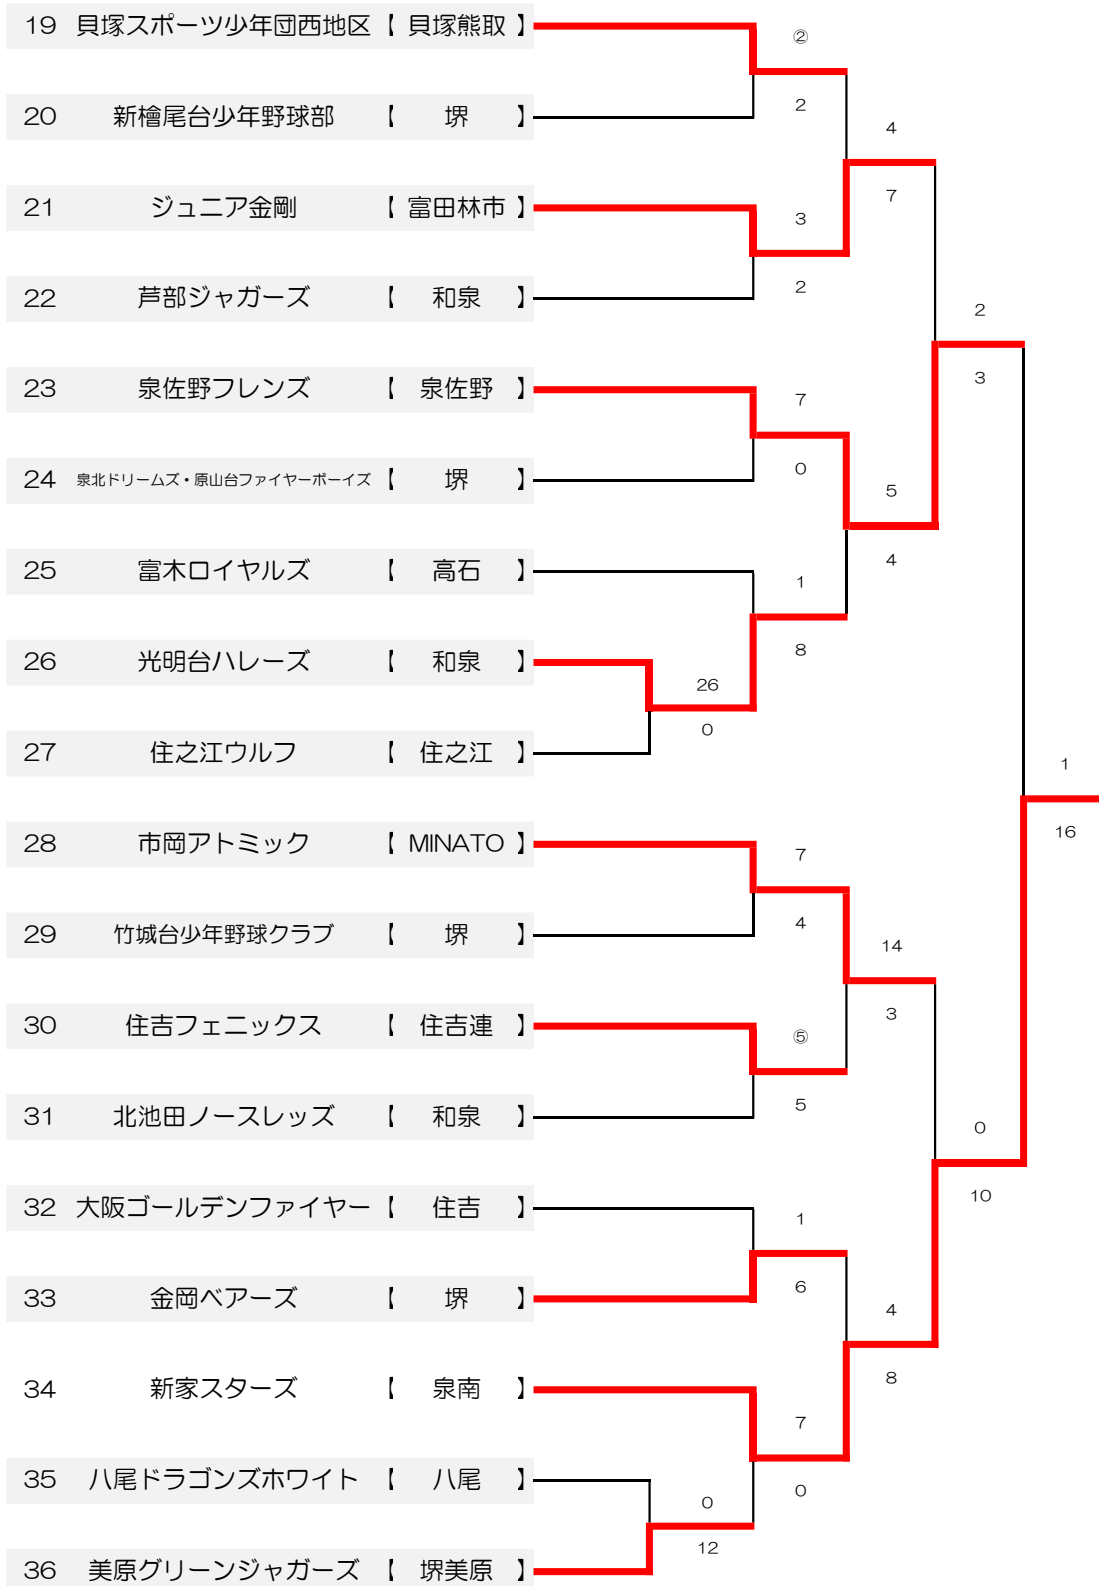 19 貝塚スポーツ少年団西地区 【 貝塚熊取 】
②
20 新檜尾台少年野球部 【 堺 】
2
4
21 ジュニア金剛 【 富田林市 】
7
3
22 芦部ジャガーズ 【 和泉 】
2
2
23 泉佐野フレンズ 【 泉佐野 】
3
7
24 泉北ドリームズ・原山台ファイヤーボーイズ 【 堺 】
0
5
25 富木ロイヤルズ 【 高石 】
4
1
26 光明台ハレーズ 【 和泉 】
8
26
0
27 住之江ウルフ 【 住之江 】
1
28 市岡アトミック 【 MINATO 】
16
7
29 竹城台少年野球クラブ 【 堺 】
4
14
30 住吉フェニックス 【 住吉連 】
3
⑤
31 北池田ノースレッズ 【 和泉 】
5
0
32 大阪ゴールデンファイヤー 【 住吉 】
10
1
33 金岡ベアーズ 【 堺 】
6
4
34 新家スターズ 【 泉南 】
8
7
35 八尾ドラゴンズホワイト 【 八尾 】
0
0
12
36 美原グリーンジャガーズ 【 堺美原 】